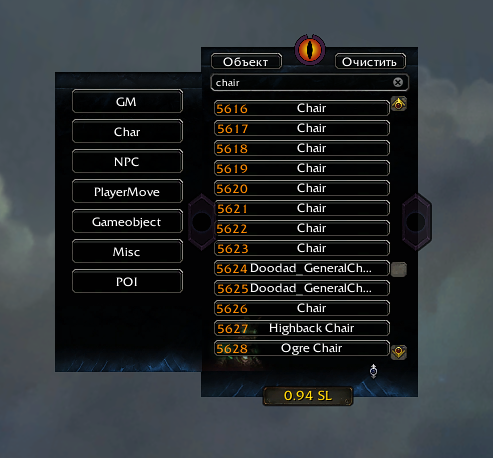 Объект
Очистить
chair
GM
Char
NPC
PlayerMove
Gameobject
Misc
POI
5616 Chair
5617 Chair
5618 Chair
5619 Chair
5620 Chair
5621 Chair
5622 Chair
5623 Chair
5624 Doodad_GeneralCh...
5625 Doodad_GeneralCh...
5626 Chair
5627 Highback Chair
5628 Ogre Chair
0.94 SL